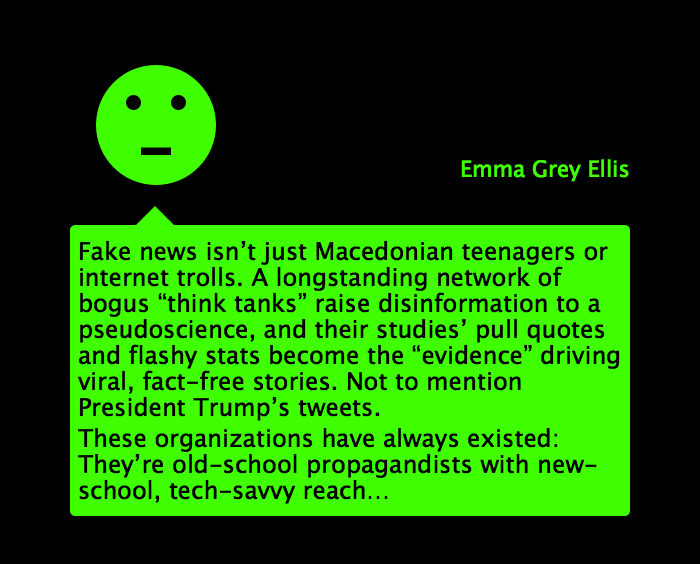 Emma Grey Ellis
Fake news isn’t just Macedonian teenagers or
internet trolls. A longstanding network of
bogus “think tanks” raise disinformation to a
pseudoscience, and their studies’ pull quotes
and flashy stats become the “evidence” driving
viral, fact-free stories. Not to mention
President Trump’s tweets.
These organizations have always existed:
They’re old-school propagandists with new-
school, tech-savvy reach…